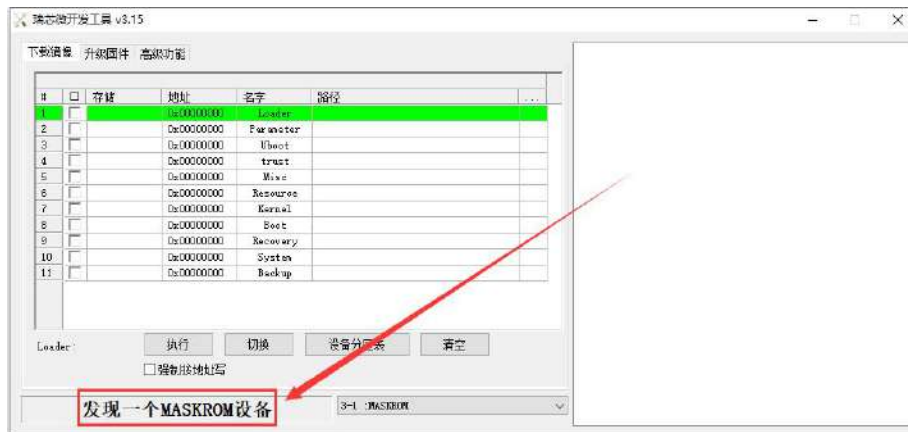 瑞芯微开发工具 v3.15
下载镜像 升级固件 高级功能
# 存储 地址 名字 路径 ...
1 0x00000000 Loader
2 0x00000000 Parameter
3 0x00000000 Uboot
4 0x00000000 trust
5 0x00000000 Misc
6 0x00000000 Resource
7 0x00000000 Kernel
8 0x00000000 Boot
9 0x00000000 Recovery
10 0x00000000 System
11 0x00000000 Backup
Loader: 执行 切换 设备分区表 清空
强制按地址写
发现一个MASKROM设备 3-1 :MASKROM